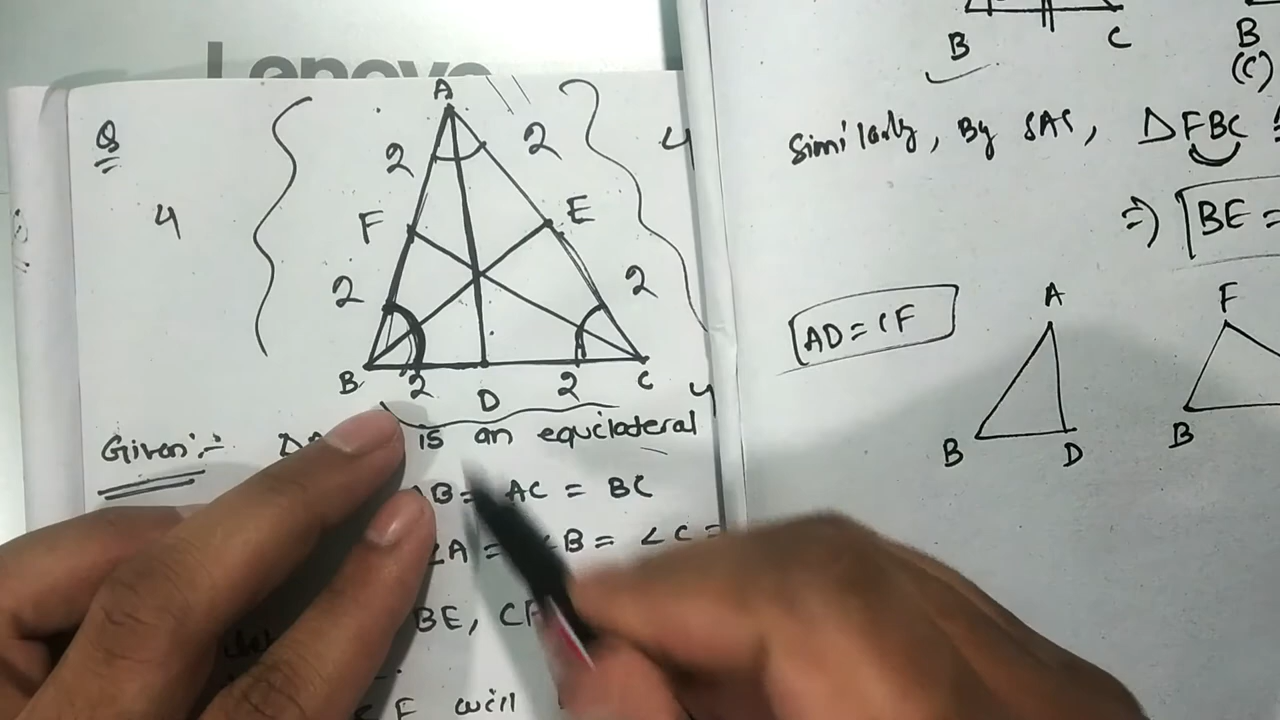 Lenovo
Q
4
A
2
2
4
F
E
2
2
B
2
D
2
C
4
Given :-
is an equilateral
AB = AC = BC
∠A = ∠B = ∠C =
BE, CF
will
B
C
B
(C)
Similarly, By SAS, ΔFBC
⇒ BE =
AD = CF
A
B
D
F
B